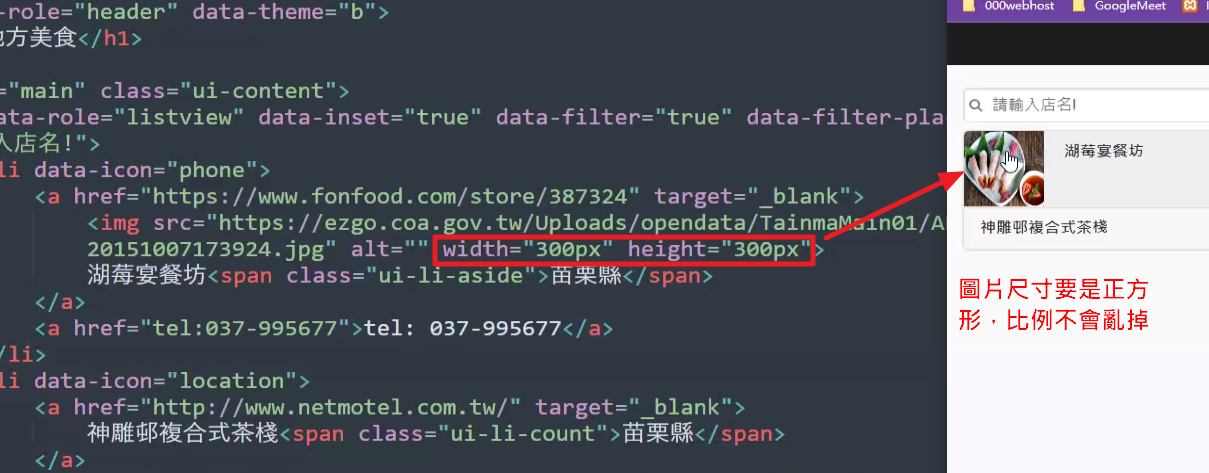 -role="header" data-theme="b">
地方美食</h1>
="main" class="ui-content">
ata-role="listview" data-inset="true" data-filter="true" data-filter-pla
入店名!">
li data-icon="phone">
<a href="https://www.fonfood.com/store/387324" target="_blank">
<img src="https://ezgo.coa.gov.tw/Uploads/opendata/TainmaMain01/A
20151007173924.jpg" alt="" width="300px" height="300px">
湖莓宴餐坊<span class="ui-li-aside">苗栗縣</span>
</a>
<a href="tel:037-995677">tel: 037-995677</a>
/li>
li data-icon="location">
<a href="http://www.netmotel.com.tw/" target="_blank">
神雕邨複合式茶棧<span class="ui-li-count">苗栗縣</span>
</a>
000webhost
GoogleMeet
請輸入店名!
湖莓宴餐坊
神雕邨複合式茶棧
圖片尺寸要是正方
形，比例不會亂掉